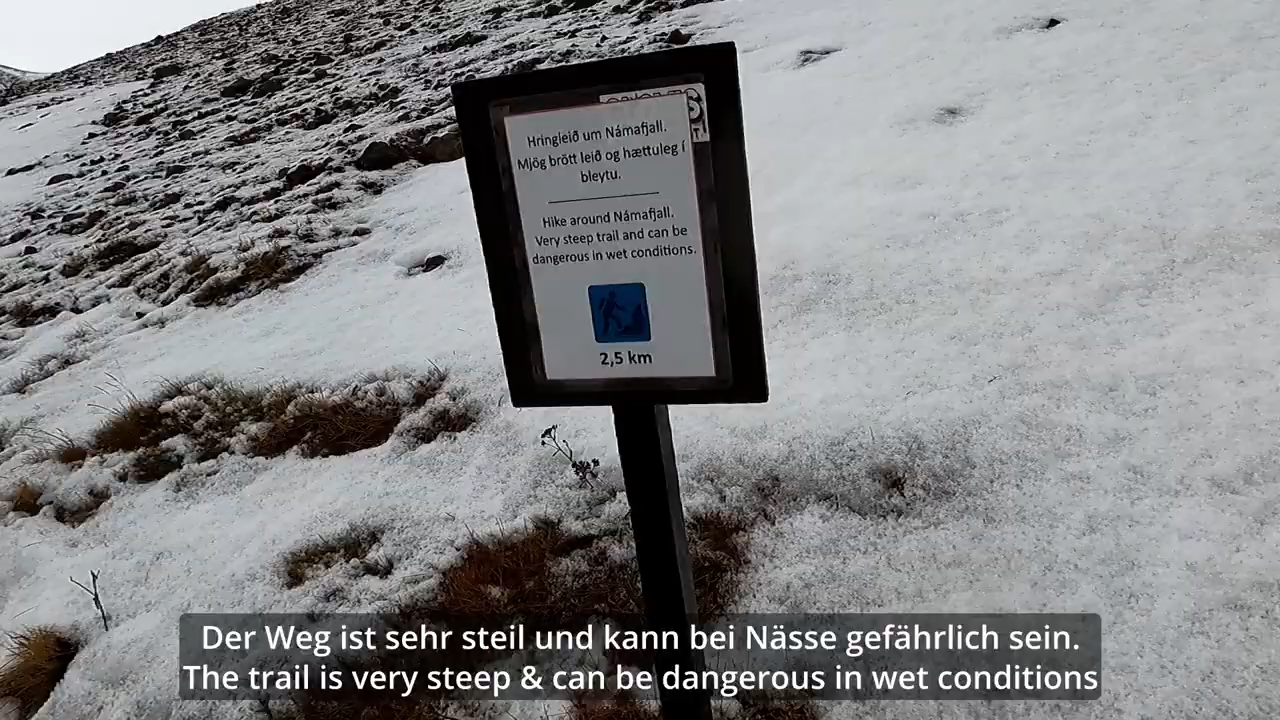 Hringleið um Námafjall.
Mjög brött leið og hættuleg í
bleytu.
Hike around Námafjall.
Very steep trail and can be
dangerous in wet conditions.
2,5 km
Der Weg ist sehr steil und kann bei Nässe gefährlich sein.
The trail is very steep & can be dangerous in wet conditions